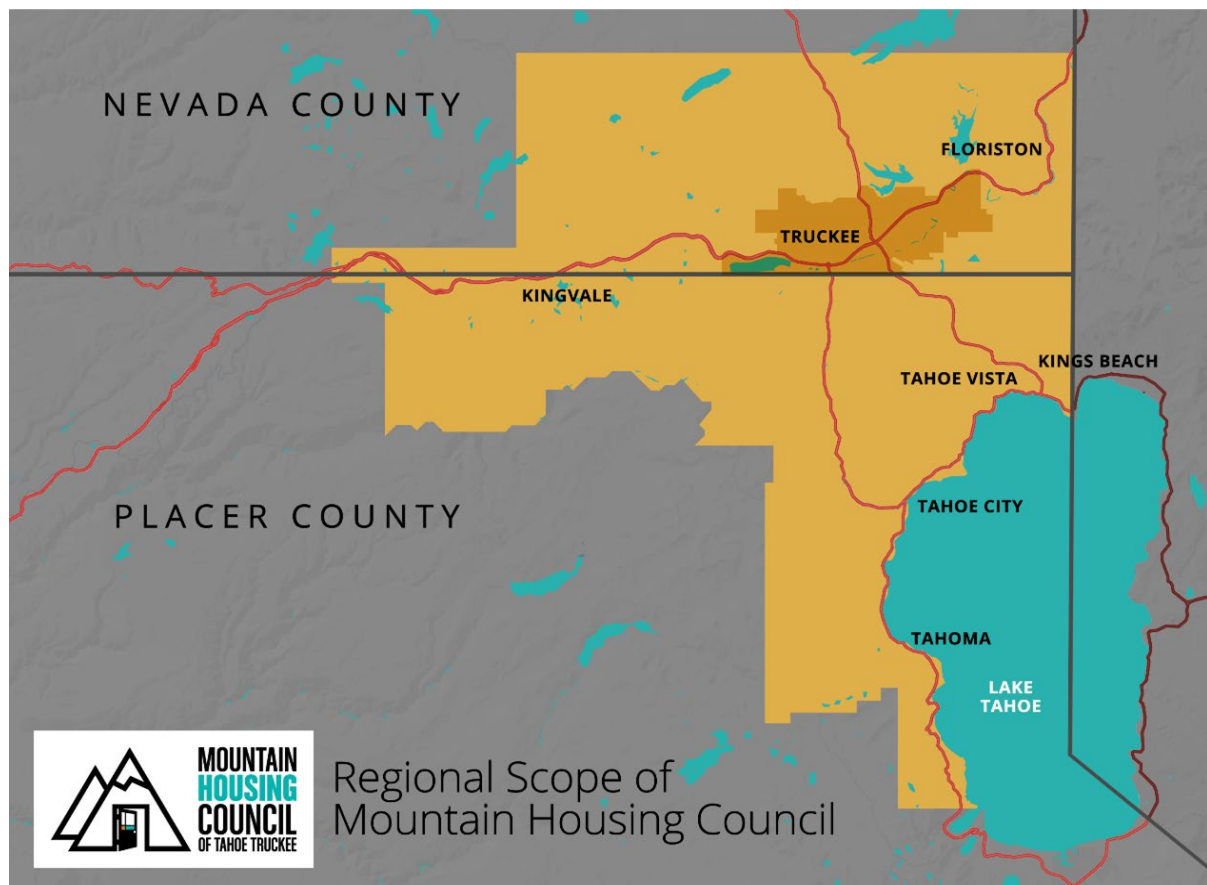 NEVADA COUNTY
FLORISTON
TRUCKEE
KINGVALE
KINGS BEACH
TAHOE VISTA
PLACER COUNTY
TAHOE CITY
TAHOMA
LAKE
TAHOE
MOUNTAIN
HOUSING
COUNCIL
OF TAHOE TRUCKEE
Regional Scope of
Mountain Housing Council